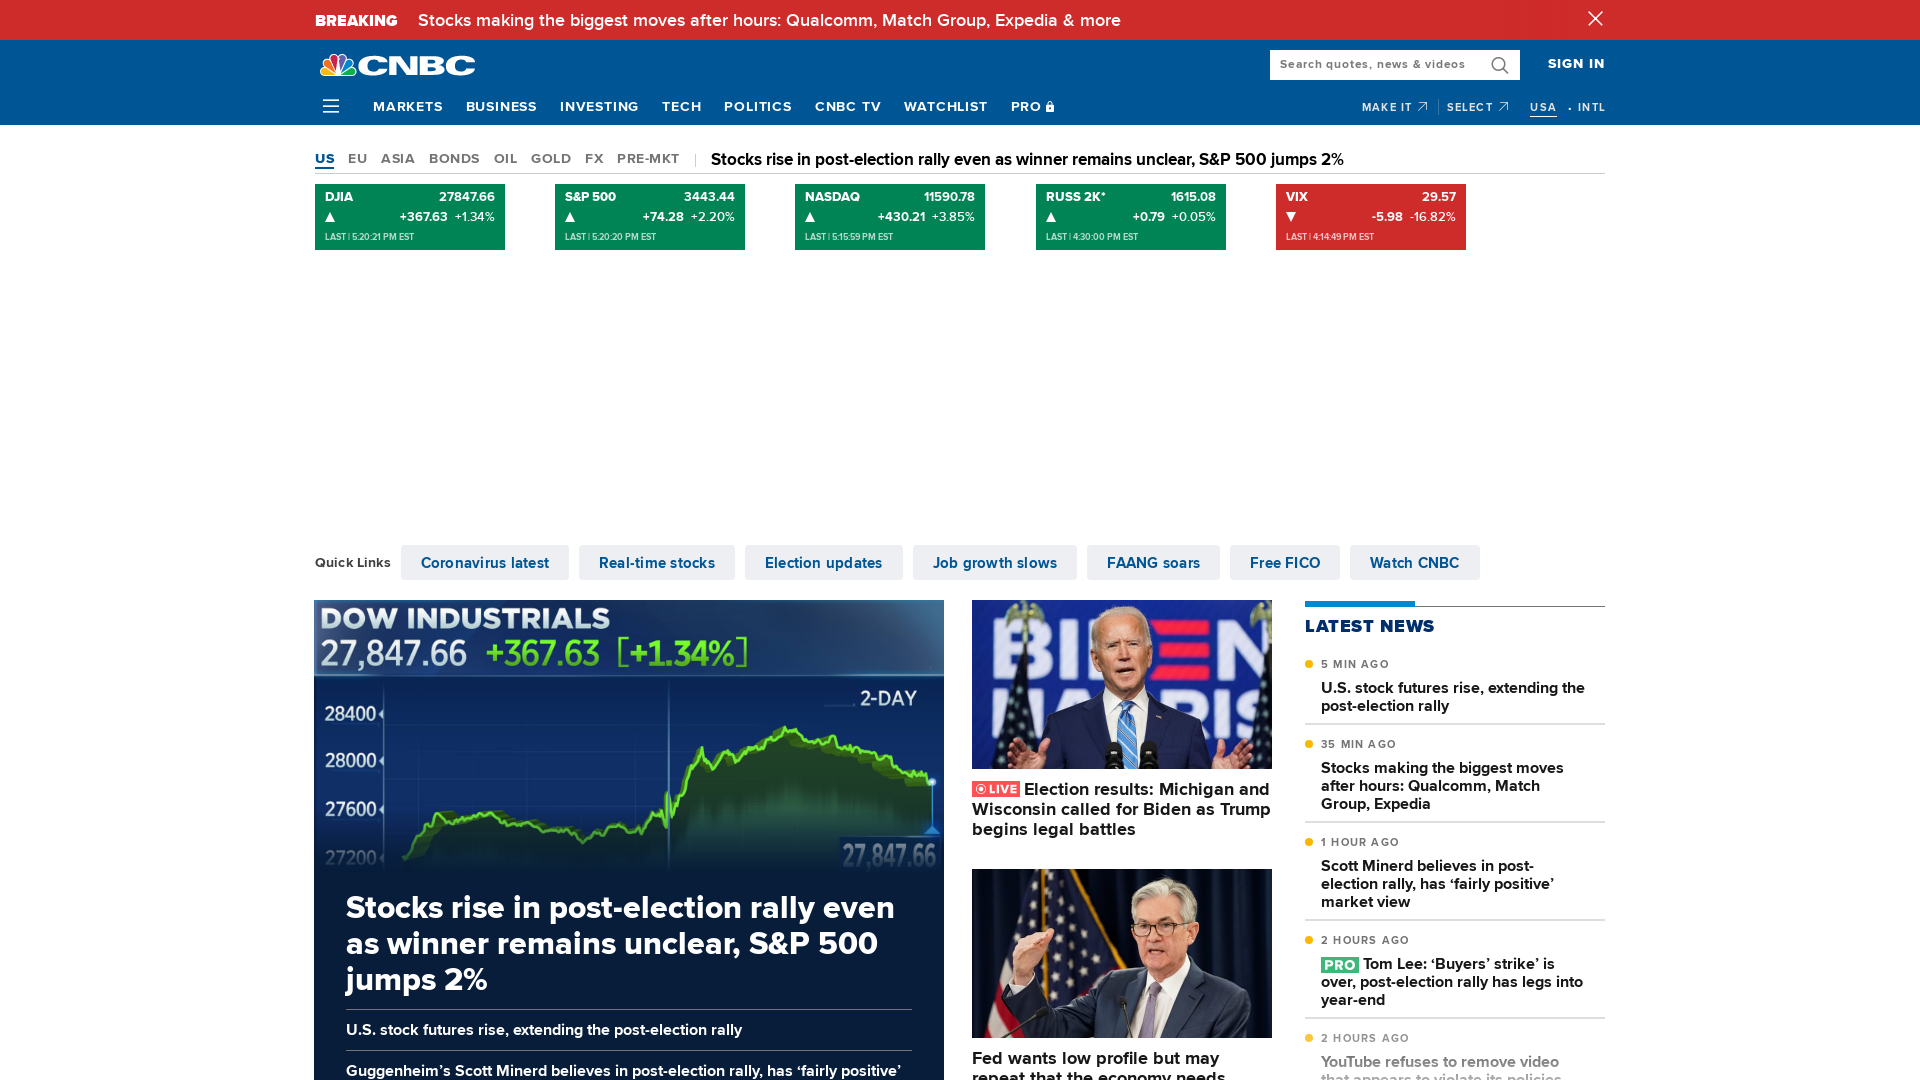 BREAKING Stocks making the biggest moves after hours: Qualcomm, Match Group, Expedia & more
CNBC
Search quotes, news & videos
SIGN IN
MARKETS BUSINESS INVESTING TECH POLITICS CNBC TV WATCHLIST PRO
MAKE IT SELECT USA • INTL
US EU ASIA BONDS OIL GOLD FX PRE-MKT
Stocks rise in post-election rally even as winner remains unclear, S&P 500 jumps 2%
DJIA 27847.66
+367.63 +1.34%
LAST | 5:20:21 PM EST
S&P 500 3443.44
+74.28 +2.20%
LAST | 5:20:20 PM EST
NASDAQ 11590.78
+430.21 +3.85%
LAST | 5:15:59 PM EST
RUSS 2K* 1615.08
+0.79 +0.05%
LAST | 4:30:00 PM EST
VIX 29.57
-5.98 -16.82%
LAST | 4:14:49 PM EST
Quick Links
Coronavirus latest
Real-time stocks
Election updates
Job growth slows
FAANG soars
Free FICO
Watch CNBC
DOW INDUSTRIALS
27,847.66 +367.63 [+1.34%]
2-DAY
28400
28000
27600
27200
27,847.66
Stocks rise in post-election rally even
as winner remains unclear, S&P 500
jumps 2%
U.S. stock futures rise, extending the post-election rally
Guggenheim’s Scott Minerd believes in post-election rally, has ‘fairly positive’
BIDEN
HARRIS
LIVE Election results: Michigan and
Wisconsin called for Biden as Trump
begins legal battles
Fed wants low profile but may
repeat that the economy needs
LATEST NEWS
5 MIN AGO
U.S. stock futures rise, extending the
post-election rally
35 MIN AGO
Stocks making the biggest moves
after hours: Qualcomm, Match
Group, Expedia
1 HOUR AGO
Scott Minerd believes in post-
election rally, has ‘fairly positive’
market view
2 HOURS AGO
PRO Tom Lee: ‘Buyers’ strike’ is
over, post-election rally has legs into
year-end
2 HOURS AGO
YouTube refuses to remove video
that appears to violate its policies